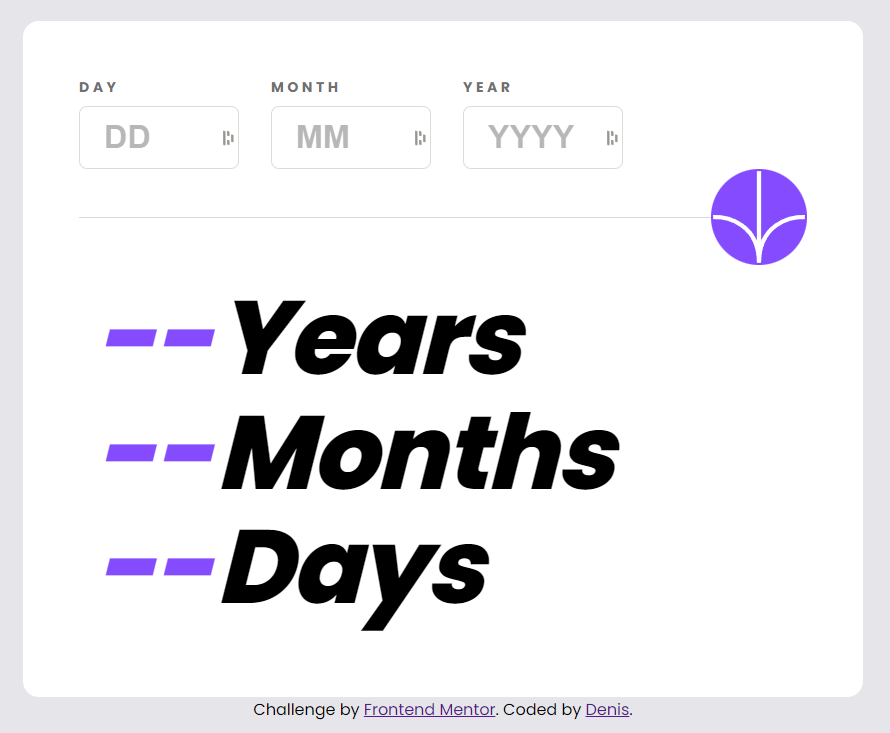 DAY MONTH YEAR
DD MM YYYY
--Years
--Months
--Days
Challenge by Frontend Mentor. Coded by Denis.